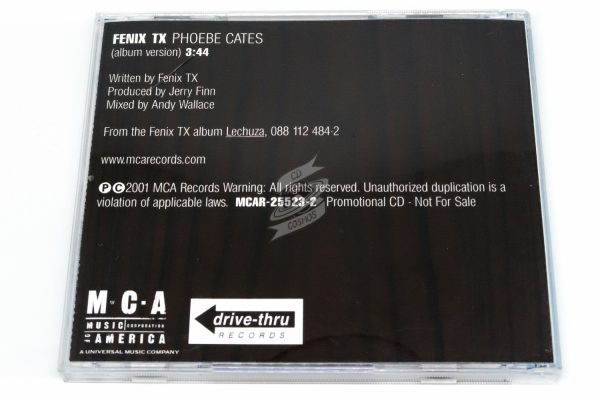 FENIX TX PHOEBE CATES
(album version) 3:44
Written by Fenix TX
Produced by Jerry Finn
Mixed by Andy Wallace
From the Fenix TX album Lechuza, 088 112 484-2
www.mcarecords.com
℗©2001 MCA Records Warning: All rights reserved. Unauthorized duplication is a
violation of applicable laws. MCAR-25523-2 Promotional CD - Not For Sale
CD
COSMOS
M·C·A
MUSIC CORPORATION
OF AMERICA
A UNIVERSAL MUSIC COMPANY
drive-thru
RECORDS